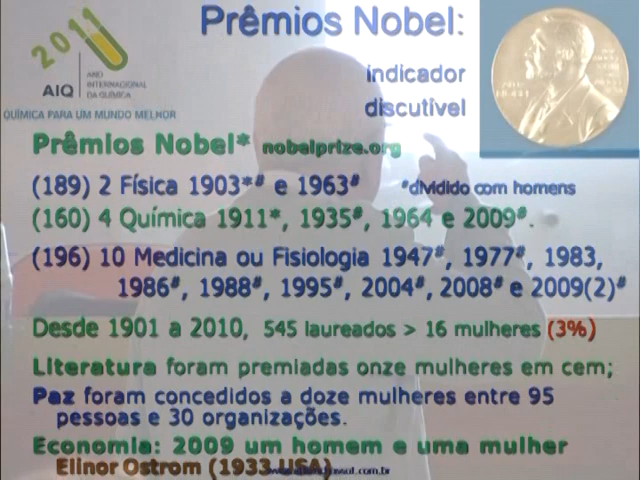 Prêmios Nobel:
indicador
discutível
2011
AIQ
ANO
INTERNACIONAL
DA QUÍMICA
QUÍMICA PARA UM MUNDO MELHOR
Prêmios Nobel* nobelprize.org
(189) 2 Física 1903*# e 1963# #dividido com homens
(160) 4 Química 1911*, 1935#, 1964 e 2009#.
(196) 10 Medicina ou Fisiologia 1947#, 1977#, 1983,
1986#, 1988#, 1995#, 2004#, 2008# e 2009(2)#
Desde 1901 a 2010, 545 laureados > 16 mulheres (3%)
Literatura foram premiadas onze mulheres em cem;
Paz foram concedidos a doze mulheres entre 95
pessoas e 30 organizações.
Economia: 2009 um homem e uma mulher
Elinor Ostrom (1933 USA)